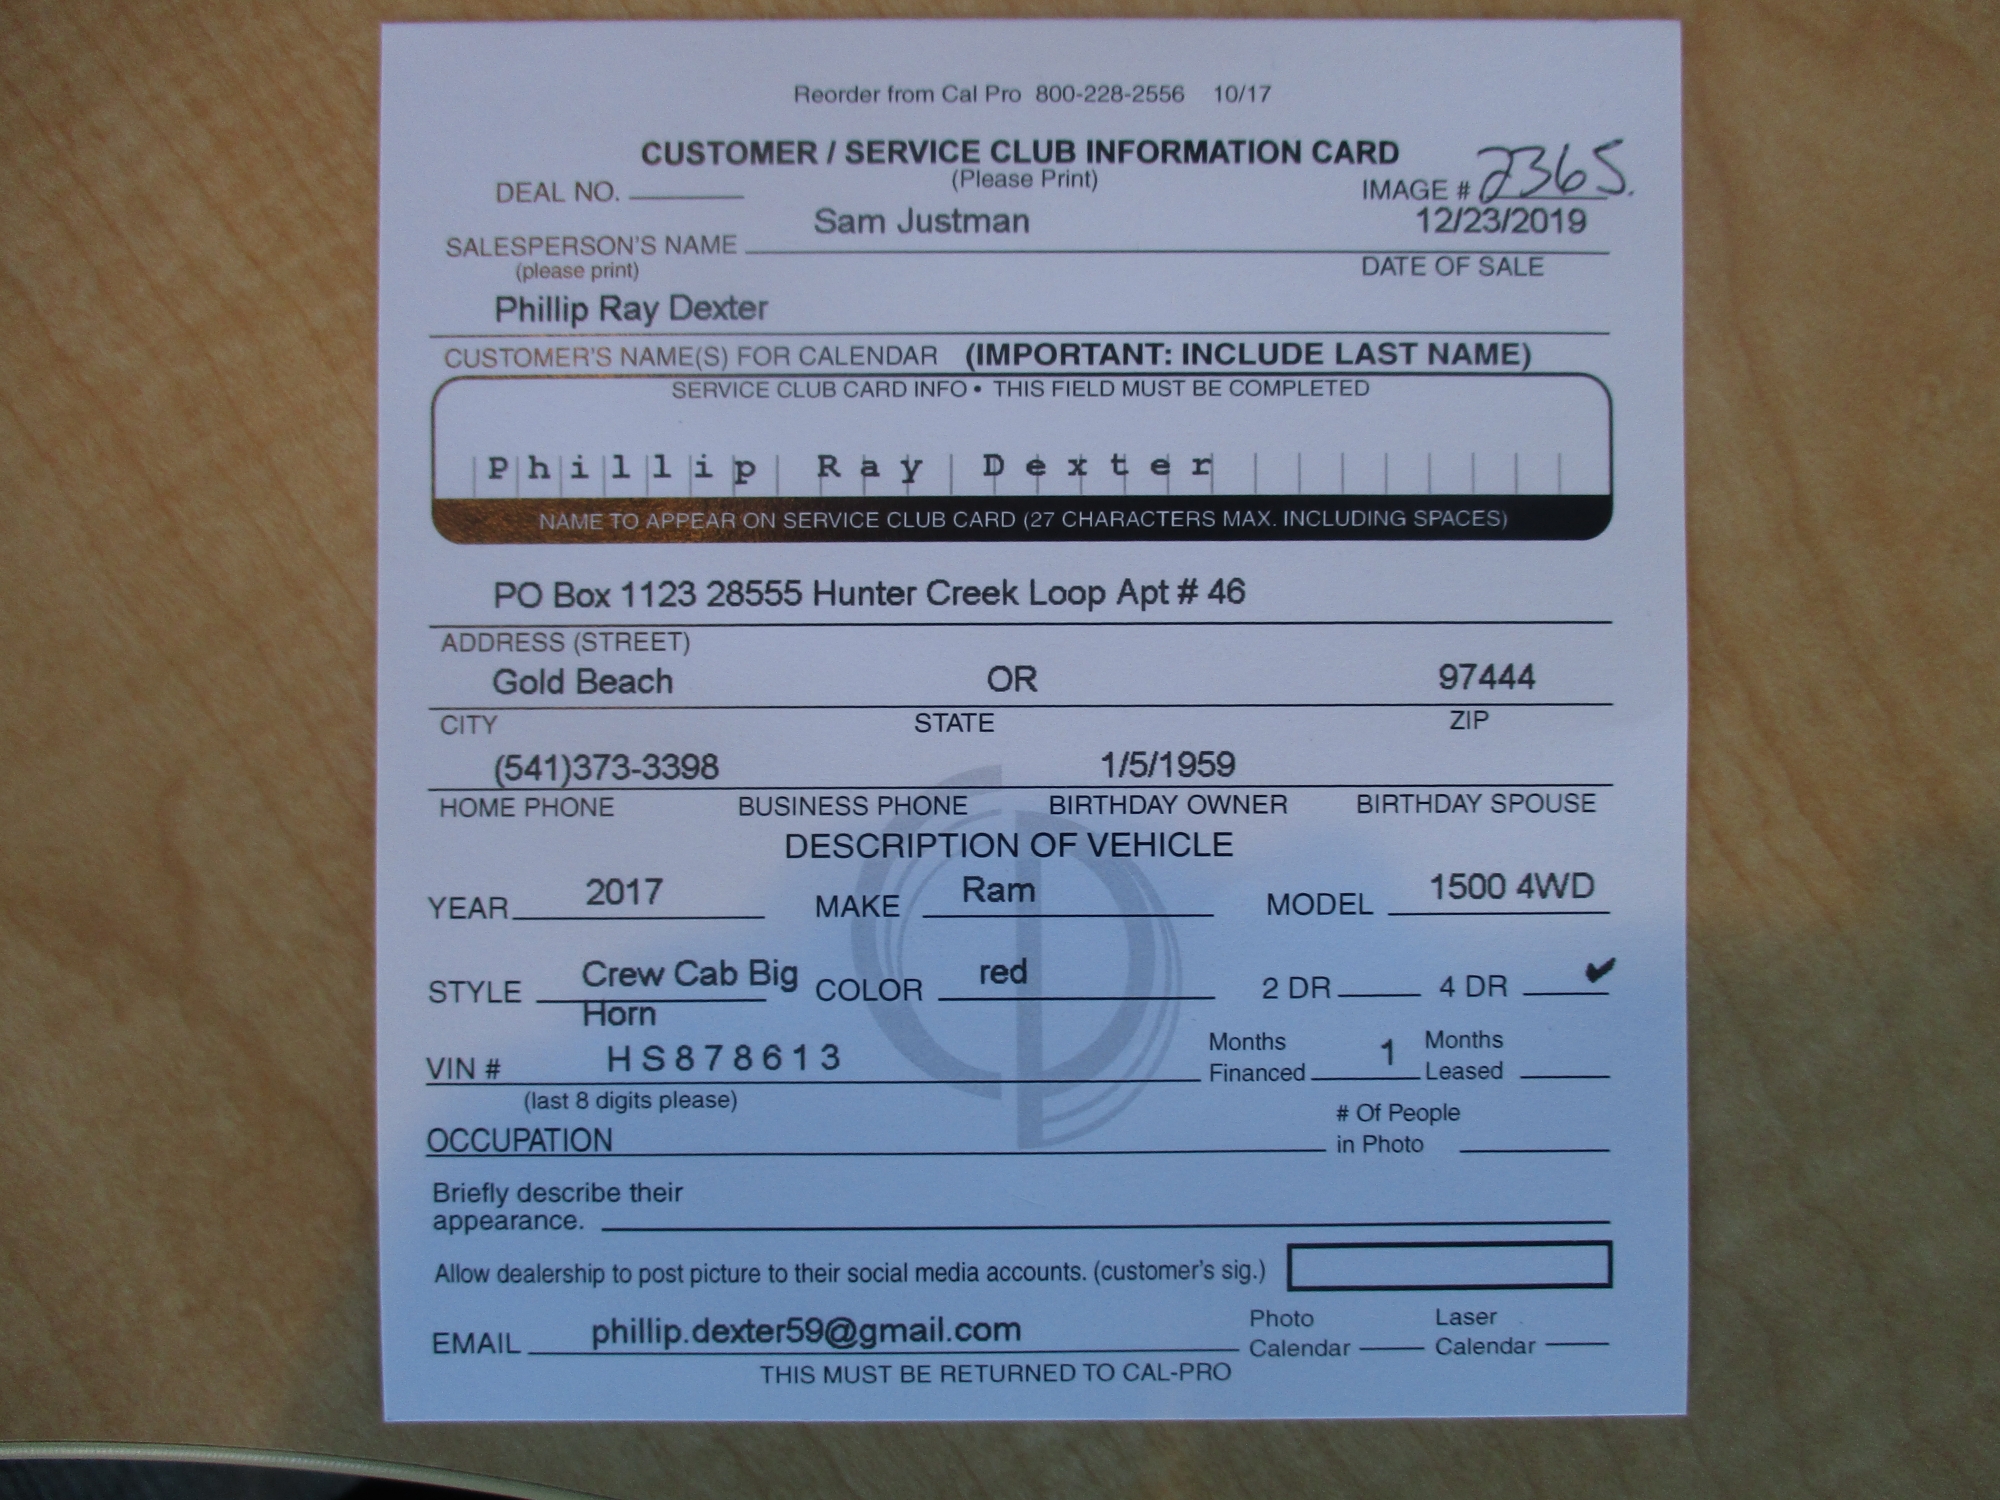 Reorder from Cal Pro 800-228-2556 10/17
CUSTOMER / SERVICE CLUB INFORMATION CARD
(Please Print)
DEAL NO. IMAGE # 2365.
Sam Justman 12/23/2019
SALESPERSON'S NAME
(please print) DATE OF SALE
Phillip Ray Dexter
CUSTOMER'S NAME(S) FOR CALENDAR (IMPORTANT: INCLUDE LAST NAME)
SERVICE CLUB CARD INFO • THIS FIELD MUST BE COMPLETED
Phillip Ray Dexter
NAME TO APPEAR ON SERVICE CLUB CARD (27 CHARACTERS MAX. INCLUDING SPACES)
PO Box 1123 28555 Hunter Creek Loop Apt # 46
ADDRESS (STREET)
Gold Beach OR 97444
CITY STATE ZIP
(541)373-3398 1/5/1959
HOME PHONE BUSINESS PHONE BIRTHDAY OWNER BIRTHDAY SPOUSE
DESCRIPTION OF VEHICLE
YEAR 2017 MAKE Ram MODEL 1500 4WD
STYLE Crew Cab Big COLOR red 2 DR 4 DR ✔
Horn
VIN # HS878613 Months Financed 1 Months Leased
(last 8 digits please)
OCCUPATION # Of People in Photo
Briefly describe their
appearance.
Allow dealership to post picture to their social media accounts. (customer's sig.)
EMAIL phillip.dexter59@gmail.com Photo Calendar Laser Calendar
THIS MUST BE RETURNED TO CAL-PRO